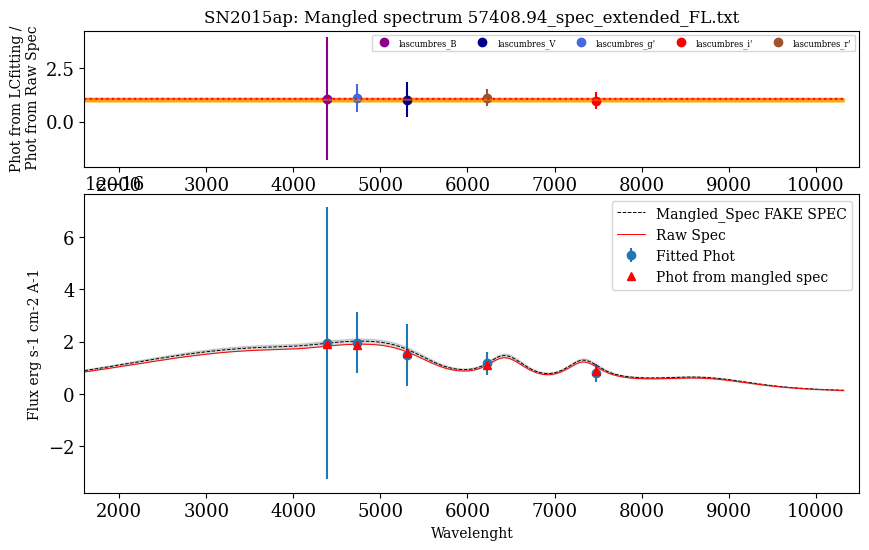 SN2015ap: Mangled spectrum 57408.94_spec_extended_FL.txt
Phot from LCfitting /
Phot from Raw Spec
2.5
0.0
lascumbres_B
lascumbres_V
lascumbres_g'
lascumbres_i'
lascumbres_r'
2000 3000 4000 5000 6000 7000 8000 9000 10000
1e−16
Flux erg s-1 cm-2 A-1
6
4
2
0
−2
Mangled_Spec FAKE SPEC
Raw Spec
Fitted Phot
Phot from mangled spec
2000 3000 4000 5000 6000 7000 8000 9000 10000
Wavelenght